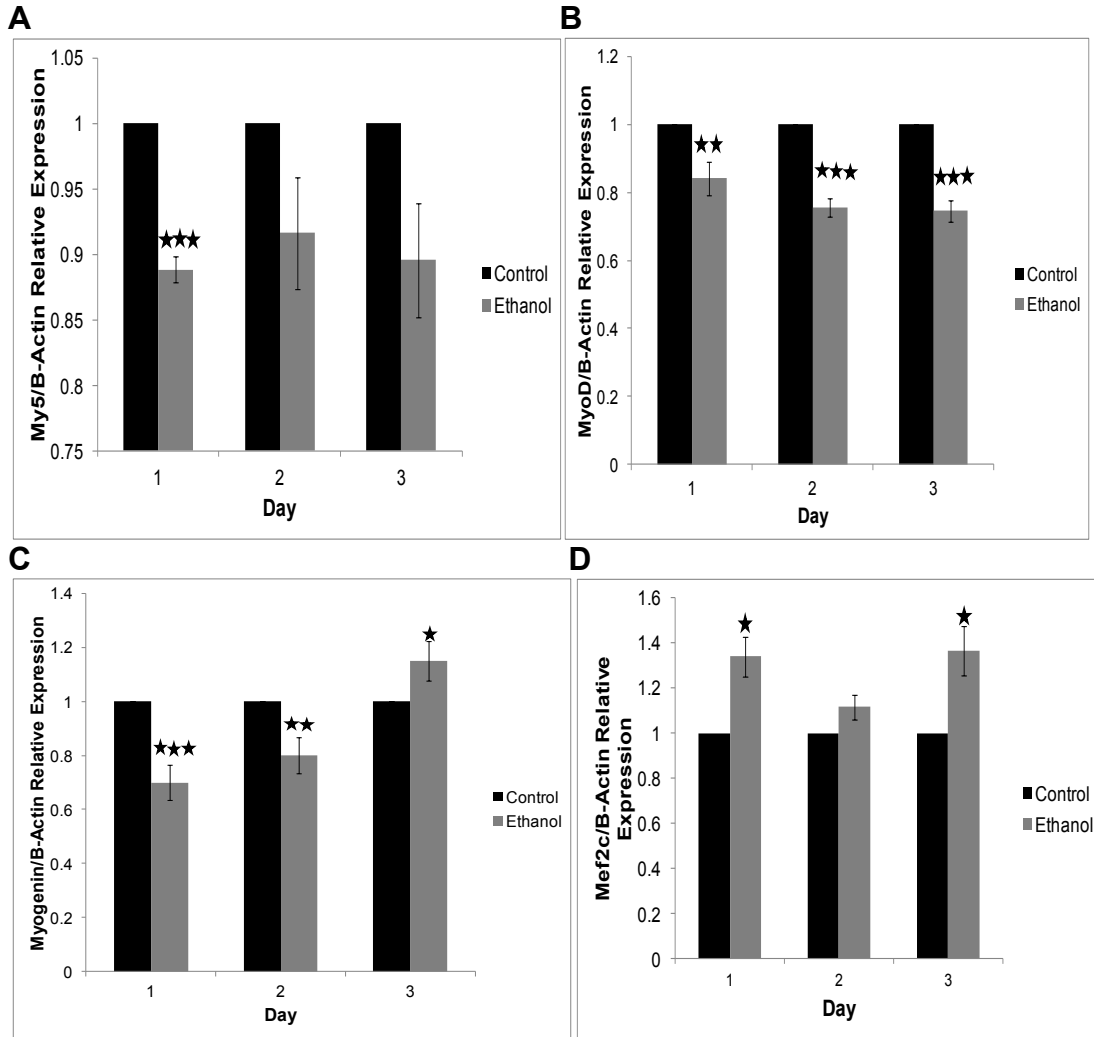 A
My5/B-Actin Relative Expression
1.05
1
0.95
0.9
0.85
0.8
0.75
★★★
1
2
3
Day
Control
Ethanol
B
MyoD/B-Actin Relative Expression
1.2
1
0.8
0.6
0.4
0.2
0
★★
★★★
★★★
1
2
3
Day
Control
Ethanol
C
Myogenin/B-Actin Relative Expression
1.4
1.2
1
0.8
0.6
0.4
0.2
0
★★★
★★
★
1
2
3
Day
Control
Ethanol
D
Mef2c/B-Actin Relative
Expression
1.6
1.4
1.2
1
0.8
0.6
0.4
0.2
0
★
★
1
2
3
Day
Control
Ethanol